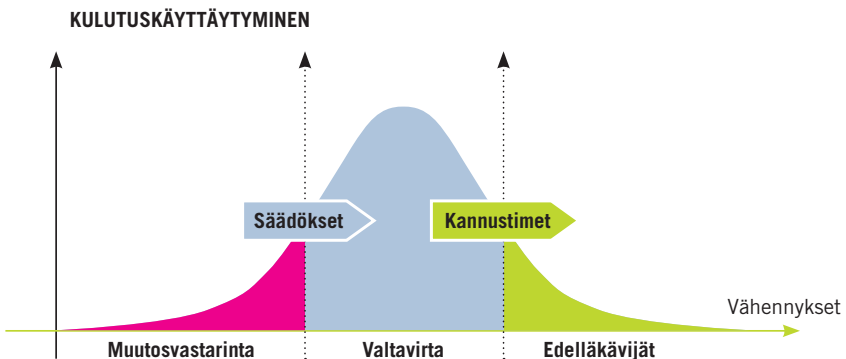 KULUTUSKÄYTTÄYTYMINEN
Säädökset
Kannustimet
Vähennykset
Muutosvastarinta
Valtavirta
Edelläkävijät